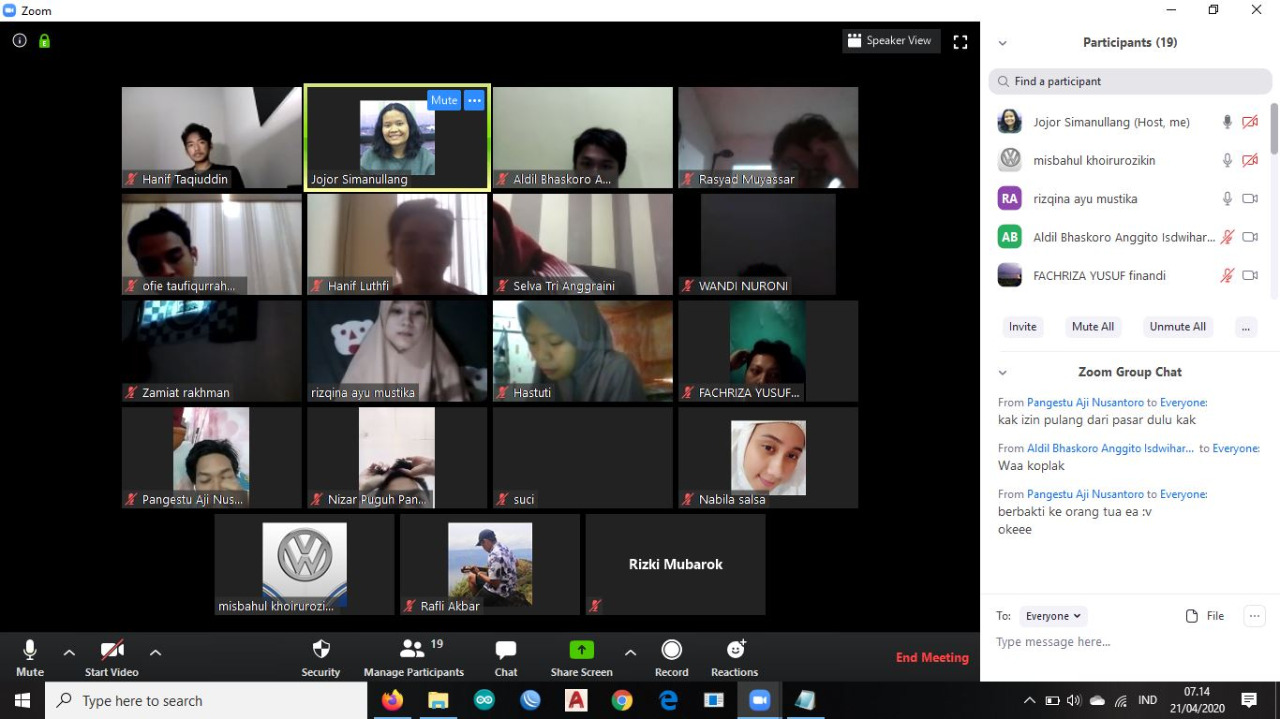 Zoom
Speaker View
Mute
Hanif Taqiuddin
Jojor Simanullang
Aldil Bhaskoro A...
Rasyad Muyassar
ofie taufiqurrah...
Hanif Luthfi
Selva Tri Anggraini
WANDI NURONI
Zamiat rakhman
rizqina ayu mustika
Hastuti
FACHRIZA YUSUF...
Pangestu Aji Nus...
Nizar Puguh Pan...
suci
Nabila salsa
misbahul khoirurozi...
Rafli Akbar
Rizki Mubarok
Mute
Start Video
Security
19
Manage Participants
Chat
Share Screen
Record
Reactions
End Meeting
Participants (19)
Find a participant
Jojor Simanullang (Host, me)
misbahul khoirurozikin
RA rizqina ayu mustika
AB Aldil Bhaskoro Anggito Isdwihar...
FACHRIZA YUSUF finandi
Invite Mute All Unmute All ...
Zoom Group Chat
From Pangestu Aji Nusantoro to Everyone:
kak izin pulang dari pasar dulu kak
From Aldil Bhaskoro Anggito Isdwihar... to Everyone:
Waa koplak
From Pangestu Aji Nusantoro to Everyone:
berbakti ke orang tua ea :v
okeee
To: Everyone File
Type message here...
Type here to search
IND
07.14
21/04/2020